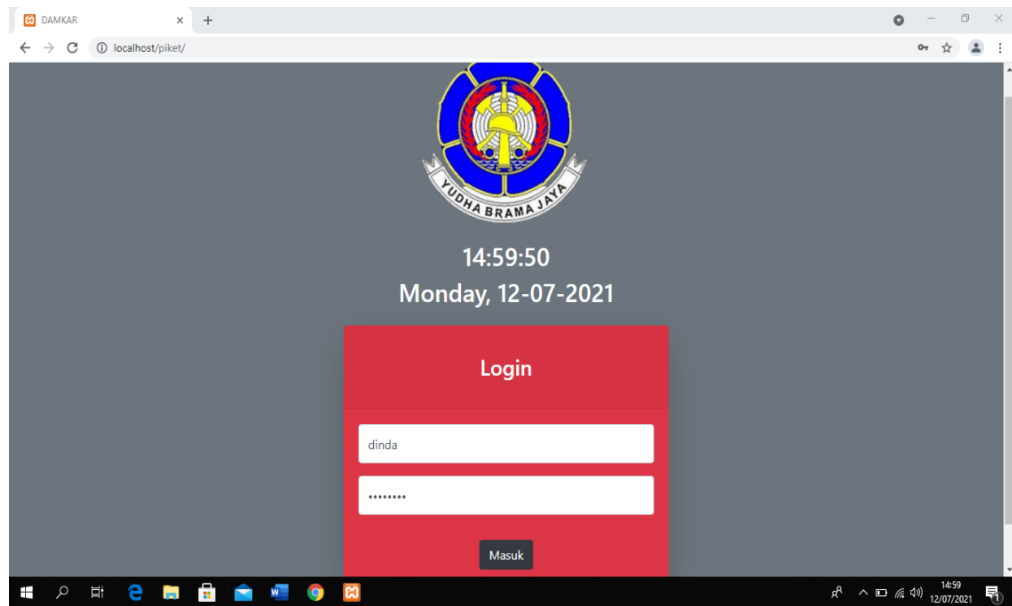 DAMKAR
localhost/piket/
YUDHA BRAMA JAYA
14:59:50
Monday, 12-07-2021
Login
dinda
••••••••
Masuk
14:59
12/07/2021